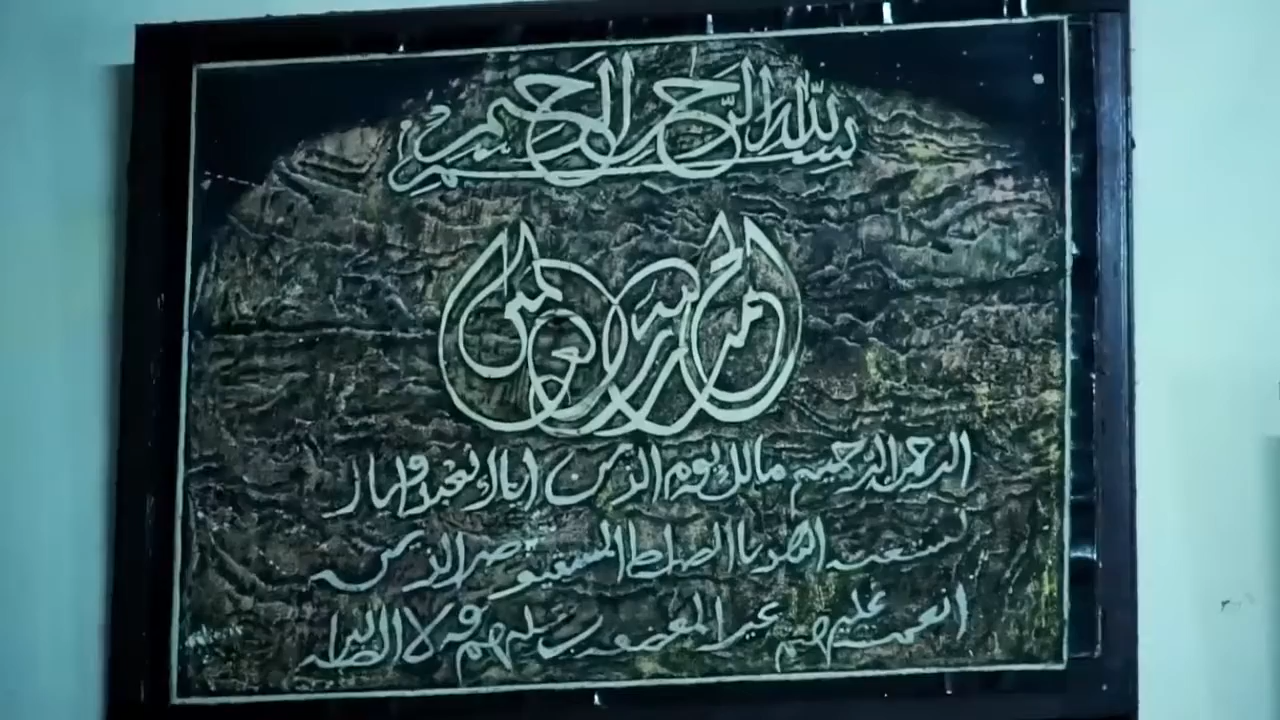 بسم الله الرحمن الرحيم
الحمد لله رب العلمين
الرحمن الرحيم مالك يوم الدين اياك نعبد واياك
نستعين اهدنا الصراط المستقيم صراط الذين
انعمت عليهم غير المغضوب عليهم ولا الضالين